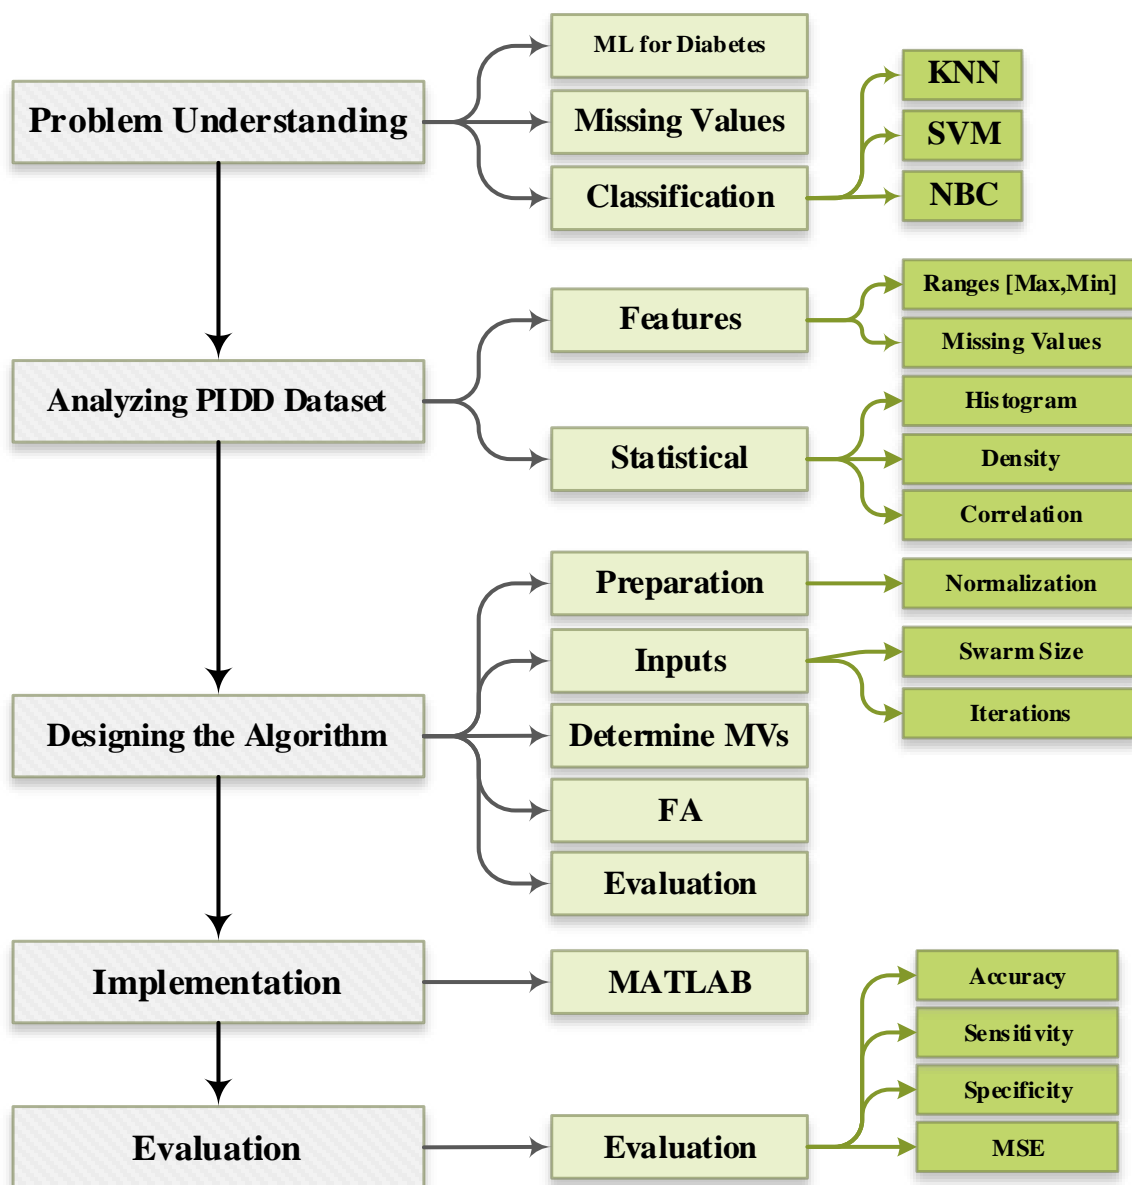 Problem Understanding
ML for Diabetes
Missing Values
Classification
KNN
SVM
NBC
Analyzing PIDD Dataset
Features
Ranges [Max,Min]
Missing Values
Statistical
Histogram
Density
Correlation
Designing the Algorithm
Preparation
Normalization
Inputs
Swarm Size
Iterations
Determine MVs
FA
Evaluation
Implementation
MATLAB
Evaluation
Evaluation
Accuracy
Sensitivity
Specificity
MSE